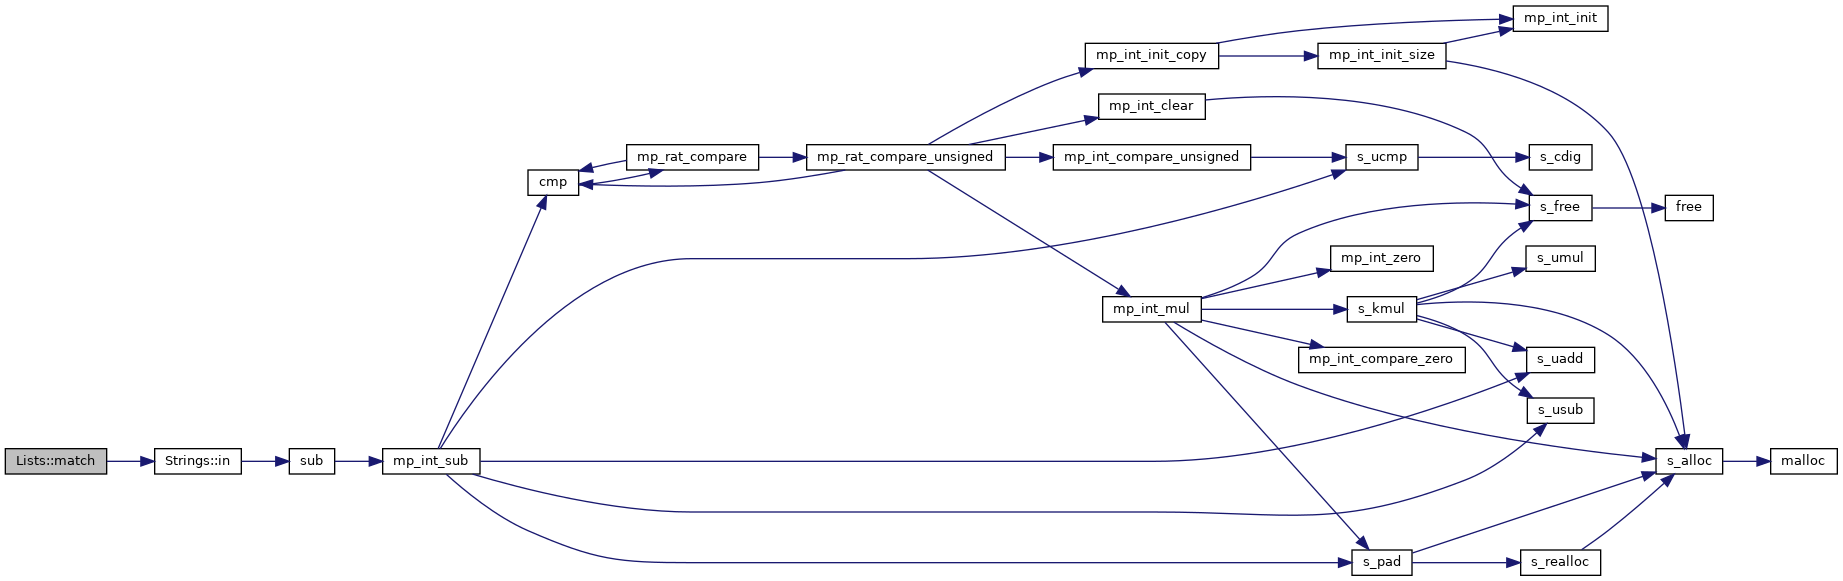 Lists::match
Strings::in
sub
mp_int_sub
cmp
mp_rat_compare
mp_rat_compare_unsigned
mp_int_init_copy
mp_int_init_size
mp_int_init
mp_int_clear
mp_int_compare_unsigned
s_ucmp
s_cdig
s_free
free
mp_int_zero
s_umul
mp_int_mul
s_kmul
mp_int_compare_zero
s_uadd
s_usub
s_alloc
malloc
s_pad
s_realloc